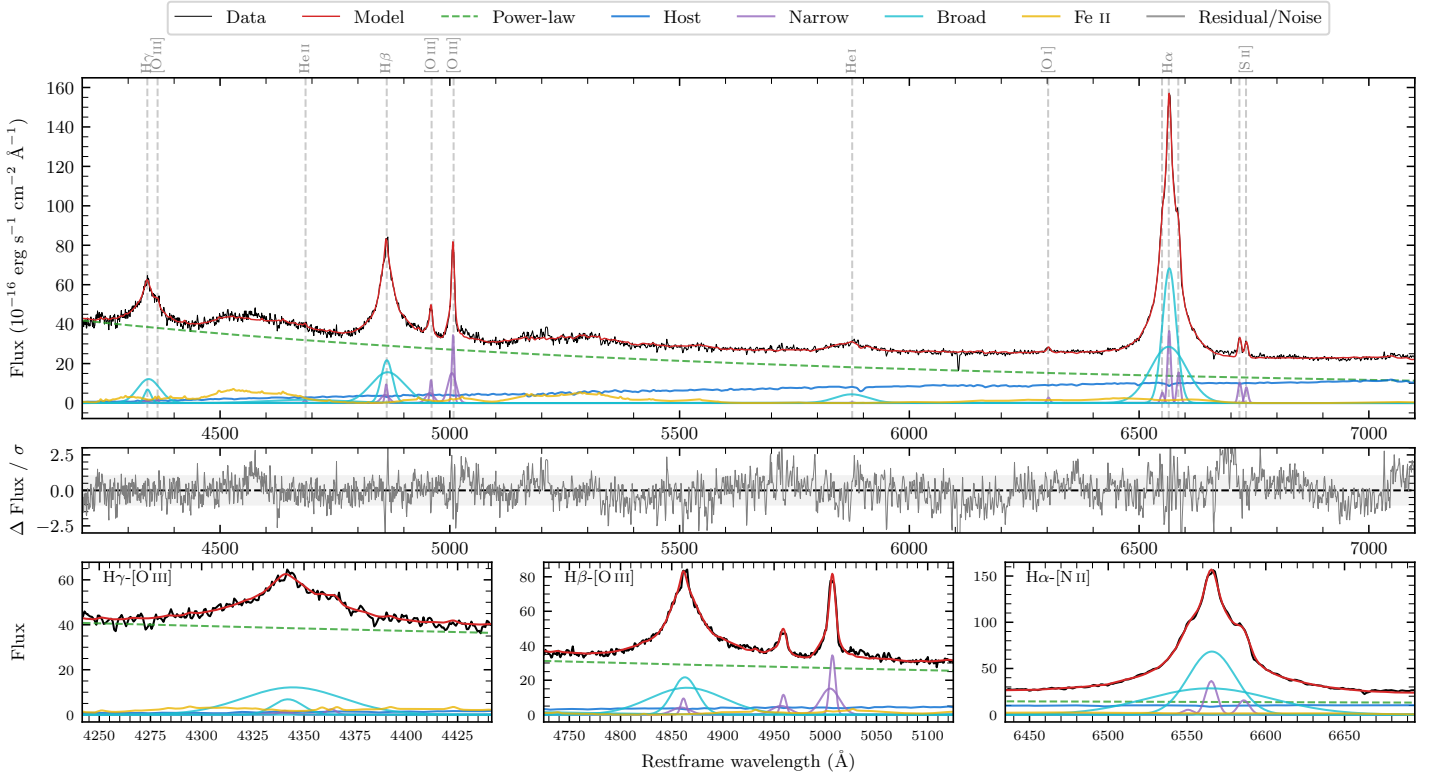 Data Model Power-law Host Narrow Broad Fe II Residual/Noise
Hγ [O III] He II Hβ [O III] [O III] He I [O I] Hα [S II]
Flux (10⁻¹⁶ erg s⁻¹ cm⁻² Å⁻¹)
160
140
120
100
80
60
40
20
0
4500 5000 5500 6000 6500 7000
Δ Flux / σ
2.5
0.0
−2.5
4500 5000 5500 6000 6500 7000
Hγ-[O III]
Flux
60
40
20
0
4250 4275 4300 4325 4350 4375 4400 4425
Hβ-[O III]
80
60
40
20
0
4750 4800 4850 4900 4950 5000 5050 5100
Hα-[N II]
150
100
50
0
6450 6500 6550 6600 6650
Restframe wavelength (Å)